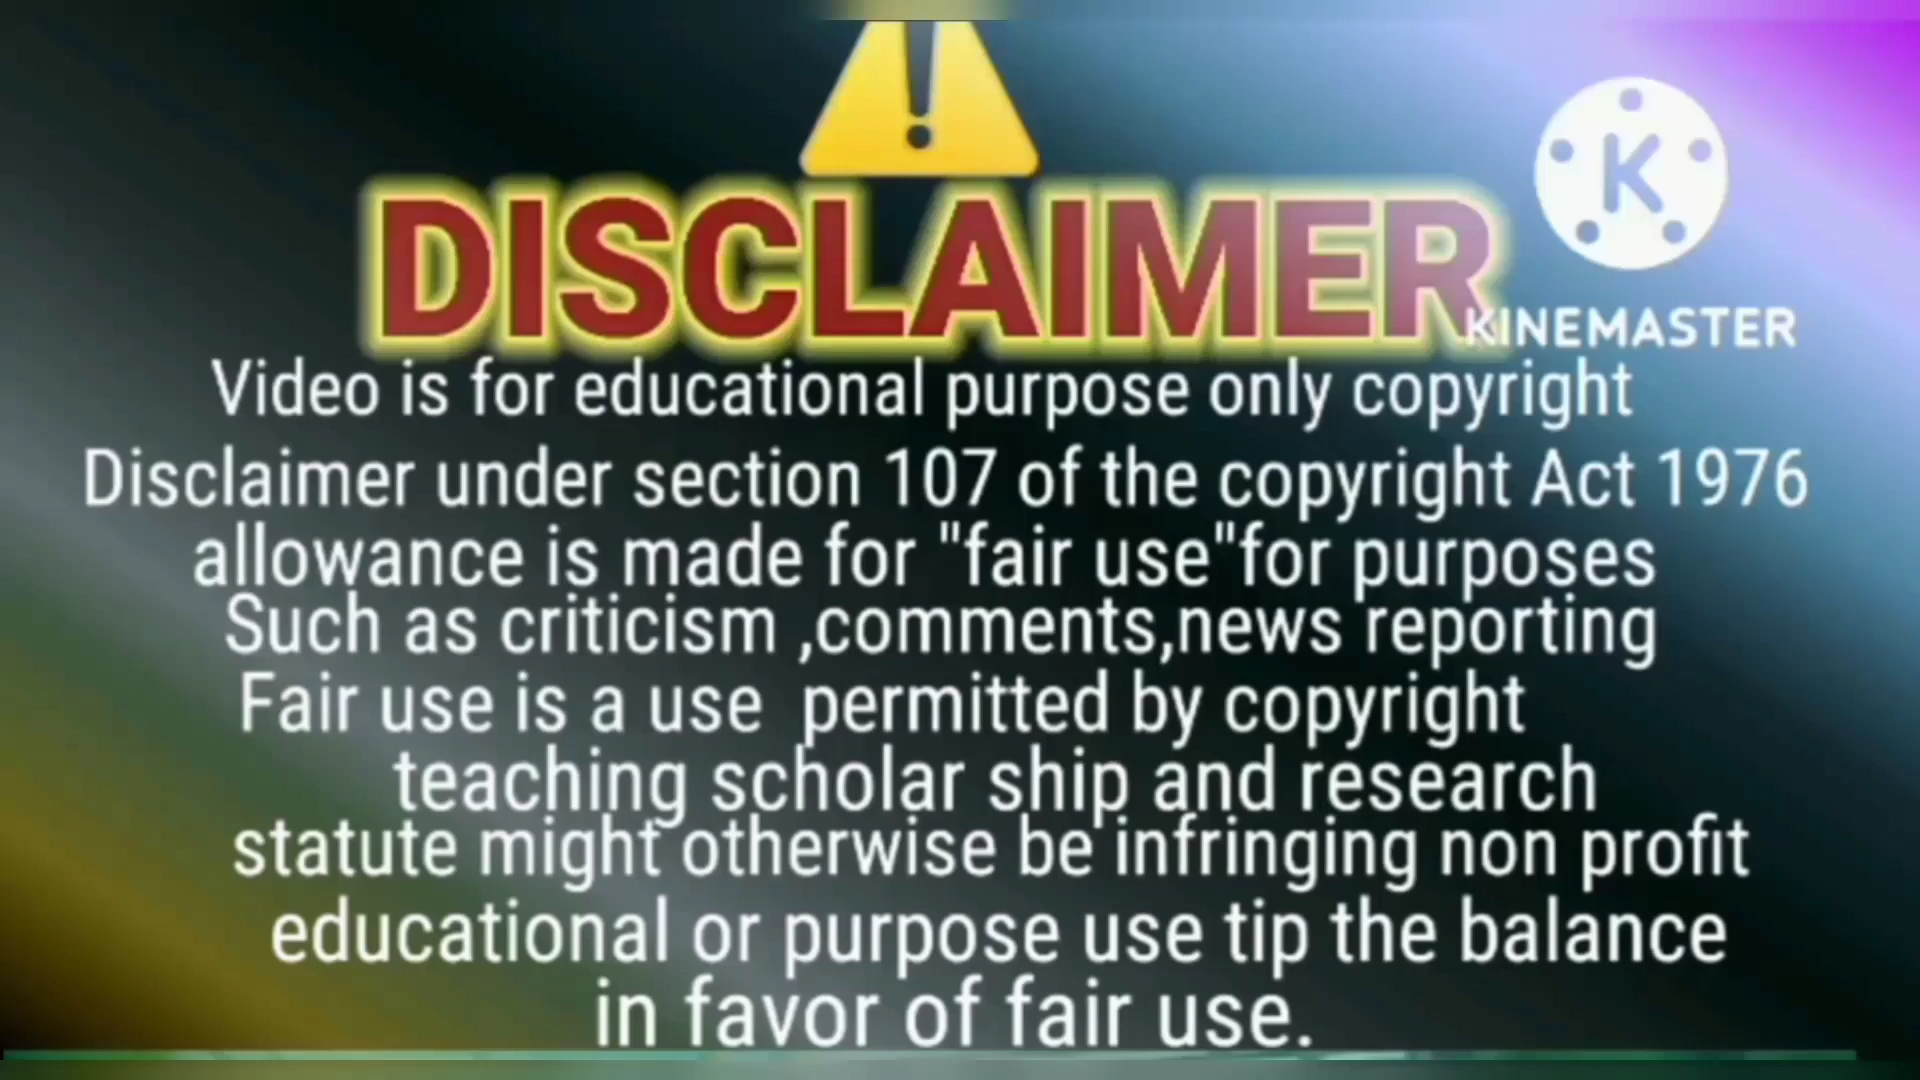 DISCLAIMER
K
KINEMASTER
Video is for educational purpose only copyright
Disclaimer under section 107 of the copyright Act 1976
allowance is made for "fair use"for purposes
Such as criticism ,comments,news reporting
Fair use is a use permitted by copyright
teaching scholar ship and research
statute might otherwise be infringing non profit
educational or purpose use tip the balance
in favor of fair use.